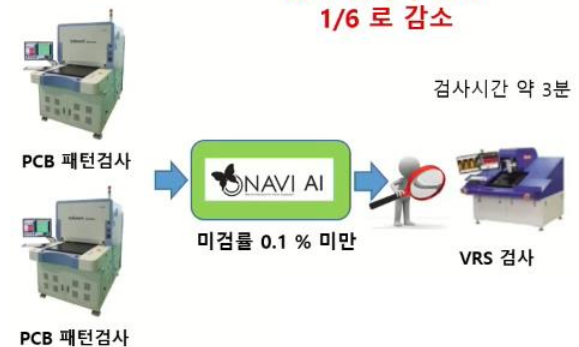 1/6 로 감소
검사시간 약 3분
PCB 패턴검사
NAVI AI
미검률 0.1 % 미만
VRS 검사
PCB 패턴검사